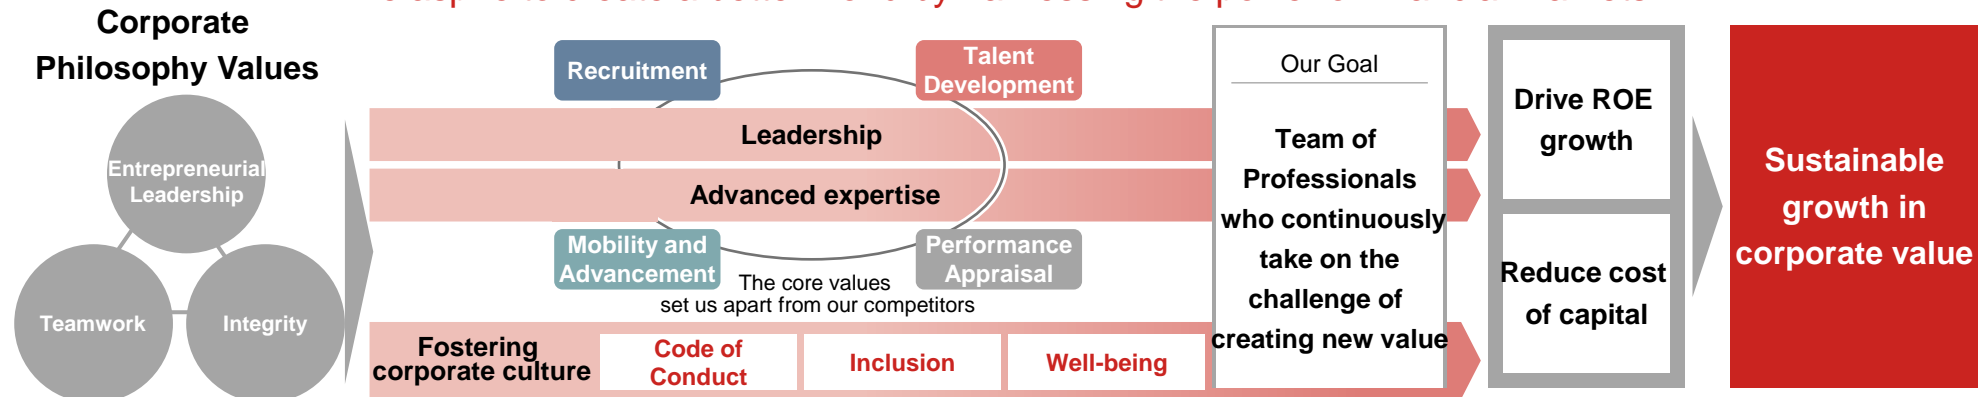 Corporate
Philosophy Values
Entrepreneurial
Leadership
Teamwork
Integrity
Recruitment
Talent
Development
Leadership
Advanced expertise
Mobility and
Advancement
Performance
Appraisal
The core values
set us apart from our competitors
Fostering
corporate culture
Code of
Conduct
Inclusion
Well-being
Our Goal
Team of
Professionals
who continuously
take on the
challenge of
creating new value
Drive ROE
growth
Reduce cost
of capital
Sustainable
growth in
corporate value